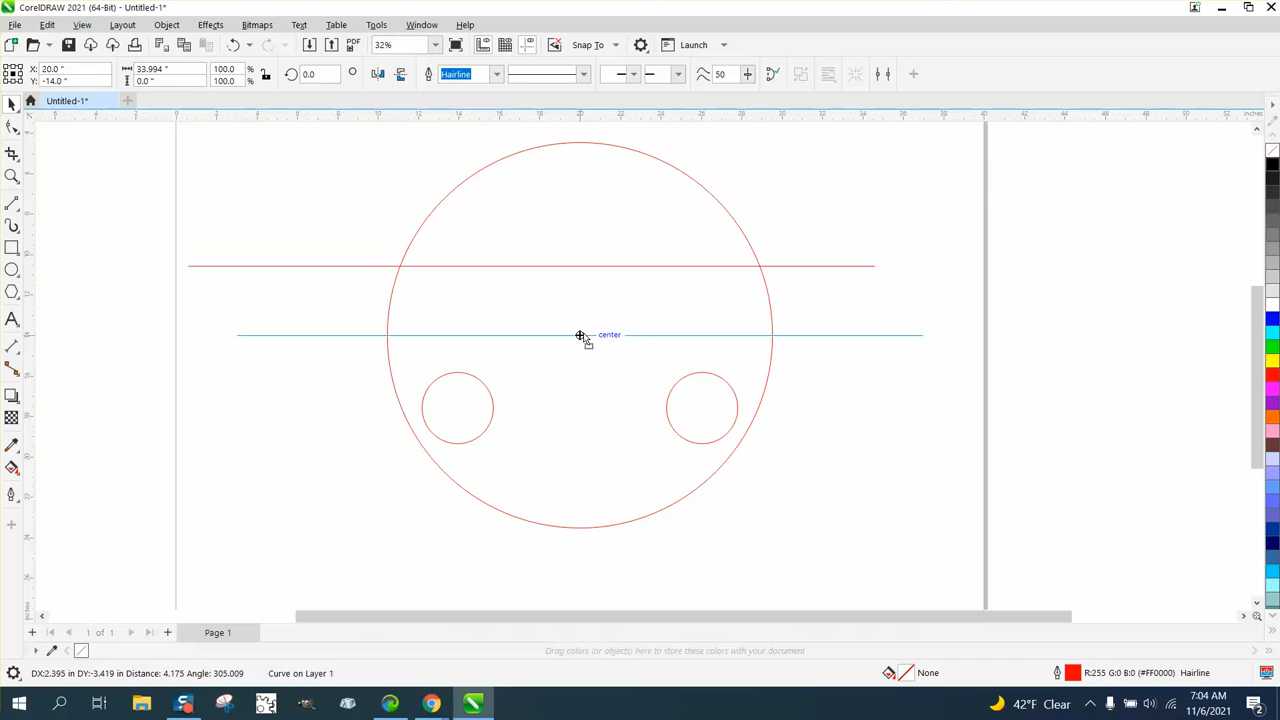 CorelDRAW 2021 (64-Bit) - Untitled-1*
File Edit View Layout Object Effects Bitmaps Text Table Tools Window Help
32% Snap To Launch
PDF
X: 20.0 " 33.994 " 100.0 % 0.0 Hairline 50
Y: -14.0 " 0.0 " 100.0 %
Untitled-1*
inches
center
inches
1 of 1 Page 1
Drag colors (or objects) here to store these colors with your document
DX:2.395 in DY:-3.419 in Distance: 4.175 Angle: 305.009 Curve on Layer 1 None R:255 G:0 B:0 (#FF0000) Hairline
42°F Clear 7:04 AM
11/6/2021
2